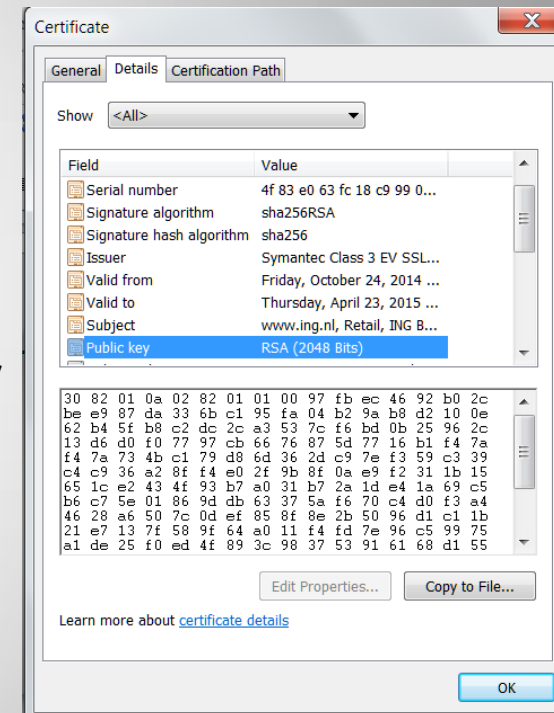 Certificate
General Details Certification Path
Show <All>
Field Value
Serial number 4f 83 e0 63 fc 18 c9 99 0...
Signature algorithm sha256RSA
Signature hash algorithm sha256
Issuer Symantec Class 3 EV SSL...
Valid from Friday, October 24, 2014 ...
Valid to Thursday, April 23, 2015 ...
Subject www.ing.nl, Retail, ING B...
Public key RSA (2048 Bits)
30 82 01 0a 02 82 01 01 00 97 fb ec 46 92 b0 2c
be e9 87 da 33 6b c1 95 fa 04 b2 9a b8 d2 10 0e
62 b4 5f b8 c2 dc 2c a3 53 7c f6 bd 0b 25 96 2c
13 d6 d0 f0 77 97 cb 66 76 87 5d 77 16 b1 f4 7a
f4 7a 73 4b c1 79 d8 6d 36 2d c9 7e f3 59 c3 39
c4 c9 36 a2 8f f4 e0 2f 9b 8f 0a e9 f2 31 1b 15
65 1c e2 43 4f 93 b7 a0 31 b7 2a 1d e4 1a 69 c5
b6 c7 5e 01 86 9d db 63 37 5a f6 70 c4 d0 f3 a4
46 28 a6 50 7c 0d ef 85 8f 8e 2b 50 96 d1 c1 1b
21 e7 13 7f 58 9f 64 a0 11 f4 fd 7e 96 c5 99 75
a1 de 25 f0 ed 4f 89 3c 98 37 53 91 61 68 d1 55
Edit Properties... Copy to File...
Learn more about certificate details
OK